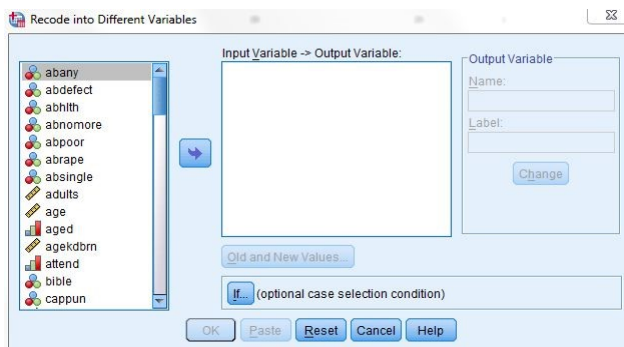 Recode into Different Variables
abany
abdefect
abhlth
abnomore
abpoor
abrape
absingle
adults
age
aged
agekdbrn
attend
bible
cappun
Input Variable -> Output Variable:
Old and New Values...
If... (optional case selection condition)
Output Variable
Name:
Label:
Change
OK Paste Reset Cancel Help